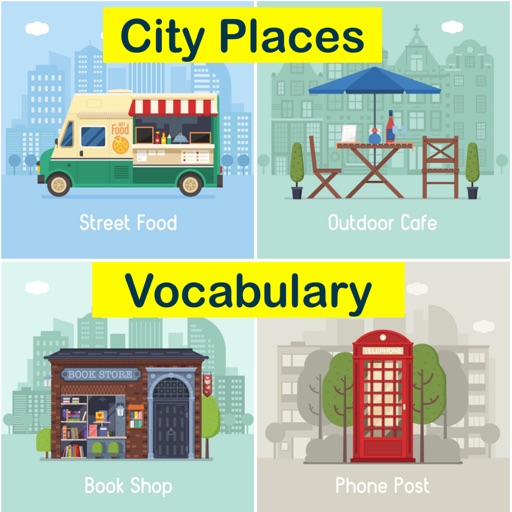 City Places
HOT
Food
Street Food
Outdoor Cafe
Vocabulary
BOOK STORE
TELEPHONE
Book Shop
Phone Post